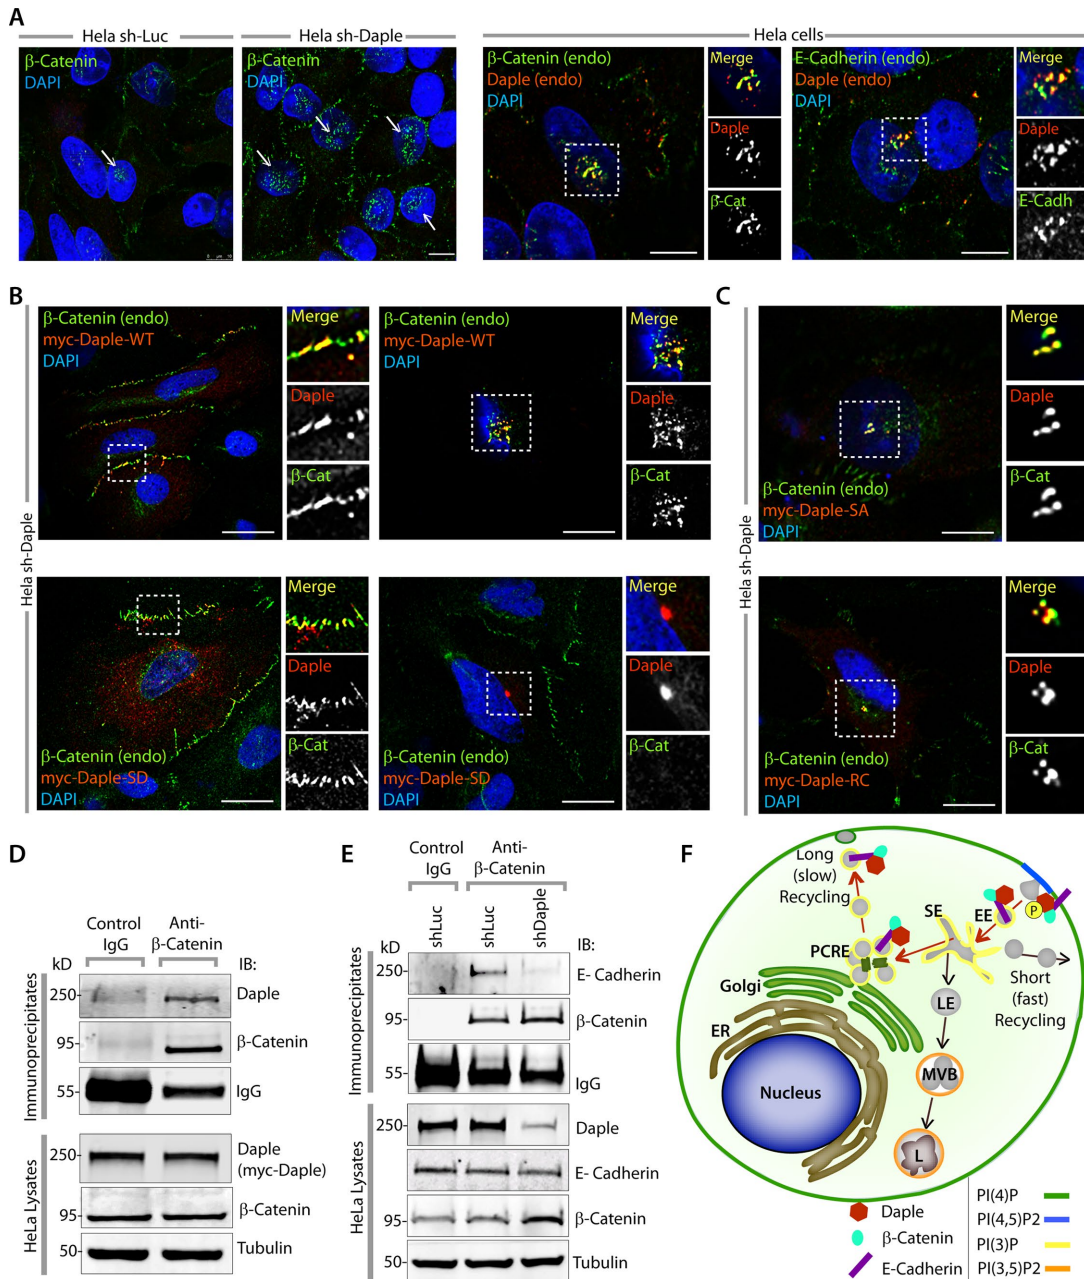 A
Hela sh-Luc
Hela sh-Daple
Hela cells
β-Catenin
DAPI
β-Catenin
DAPI
β-Catenin (endo)
Daple (endo)
DAPI
Merge
Daple
β-Cat
E-Cadherin (endo)
Daple (endo)
DAPI
Merge
Daple
E-Cadh
B
Hela sh-Daple
β-Catenin (endo)
myc-Daple-WT
DAPI
Merge
Daple
β-Cat
β-Catenin (endo)
myc-Daple-WT
DAPI
Merge
Daple
β-Cat
β-Catenin (endo)
myc-Daple-SD
DAPI
Merge
Daple
β-Cat
β-Catenin (endo)
myc-Daple-SD
DAPI
Merge
Daple
β-Cat
C
Hela sh-Daple
β-Catenin (endo)
myc-Daple-SA
DAPI
Merge
Daple
β-Cat
β-Catenin (endo)
myc-Daple-RC
DAPI
Merge
Daple
β-Cat
D
Control IgG
Anti-β-Catenin
kD
IB:
Immunoprecipitates
250
Daple
95
β-Catenin
55
IgG
HeLa Lysates
250
Daple
(myc-Daple)
95
β-Catenin
50
Tubulin
E
Control IgG
Anti-β-Catenin
shLuc
shLuc
shDaple
kD
IB:
Immunoprecipitates
250
E- Cadherin
95
β-Catenin
55
IgG
HeLa Lysates
250
Daple
E- Cadherin
95
β-Catenin
50
Tubulin
F
Long
(slow)
Recycling
SE
EE
P
PCRE
Golgi
ER
LE
Short
(fast)
Recycling
MVB
Nucleus
L
Daple
β-Catenin
E-Cadherin
PI(4)P
PI(4,5)P2
PI(3)P
PI(3,5)P2